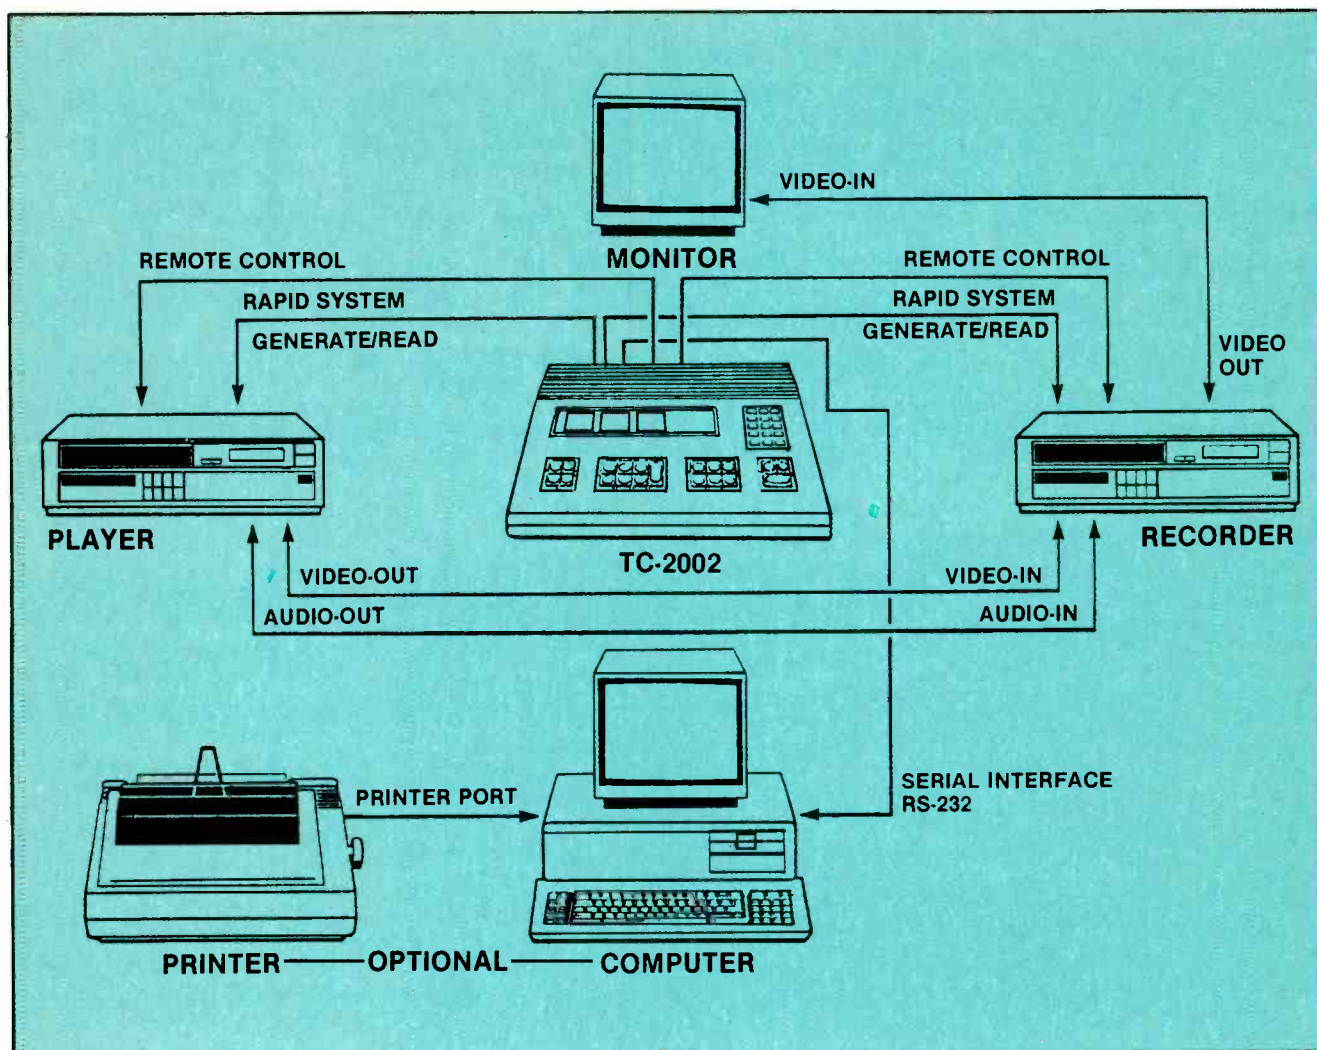 VIDEO-IN
MONITOR
REMOTE CONTROL
REMOTE CONTROL
RAPID SYSTEM
GENERATE/READ
RAPID SYSTEM
GENERATE/READ
VIDEO
OUT
PLAYER
TC-2002
RECORDER
VIDEO-OUT
VIDEO-IN
AUDIO-OUT
AUDIO-IN
PRINTER PORT
SERIAL INTERFACE
RS-232
PRINTER — OPTIONAL — COMPUTER